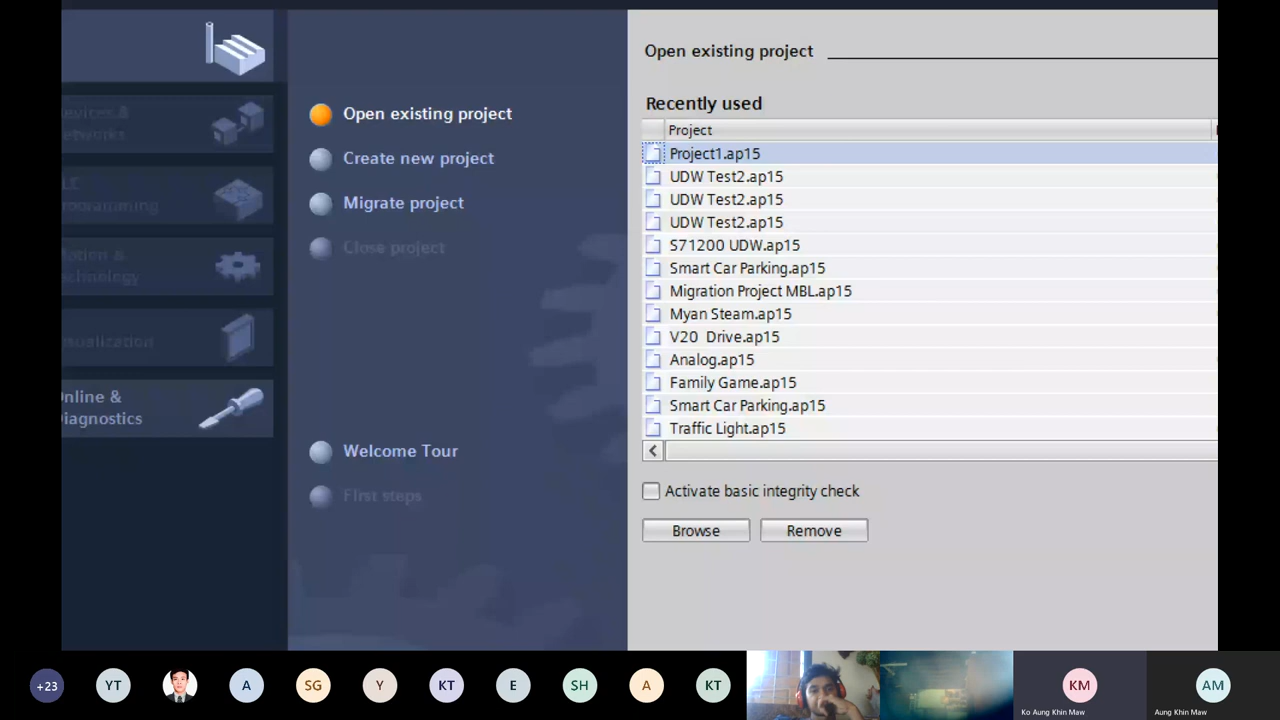 Open existing project
Recently used
Project
Project1.ap15
UDW Test2.ap15
UDW Test2.ap15
UDW Test2.ap15
S71200 UDW.ap15
Smart Car Parking.ap15
Migration Project MBL.ap15
Myan Steam.ap15
V20 Drive.ap15
Analog.ap15
Family Game.ap15
Smart Car Parking.ap15
Traffic Light.ap15
Activate basic integrity check
Browse
Remove
Open existing project
Create new project
Migrate project
Close project
Welcome Tour
First steps
nline &
iagnostics
+23
YT
A
SG
Y
KT
E
SH
A
KT
KM
Ko Aung Khin Maw
AM
Aung Khin Maw